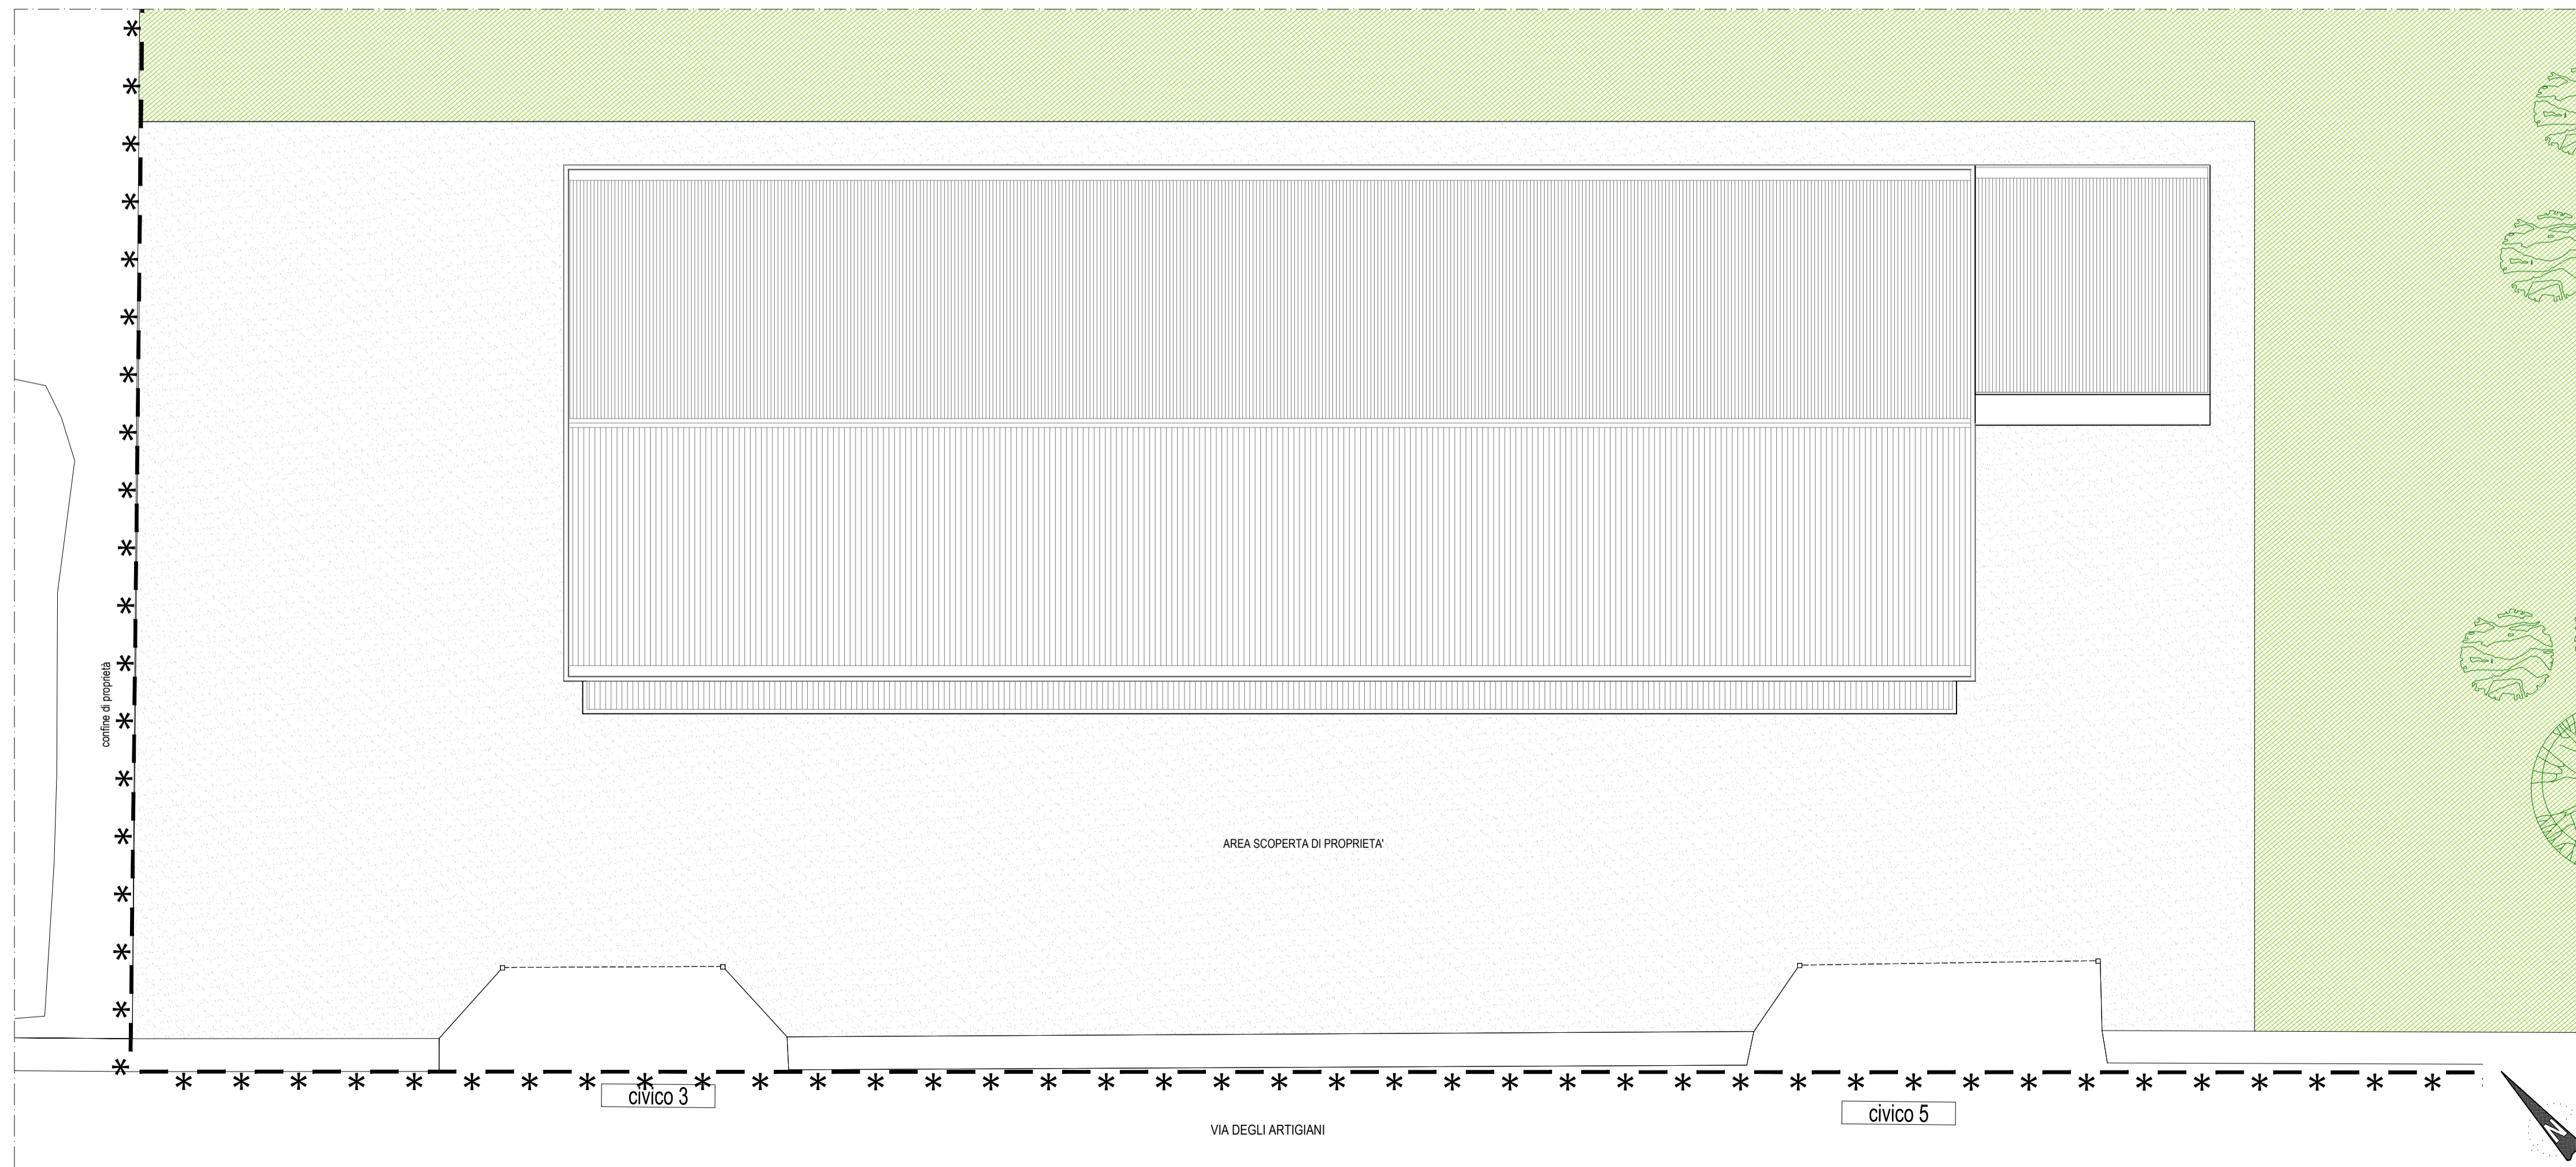 confine di proprietà
AREA SCOPERTA DI PROPRIETA'
civico 3
civico 5
VIA DEGLI ARTIGIANI
N